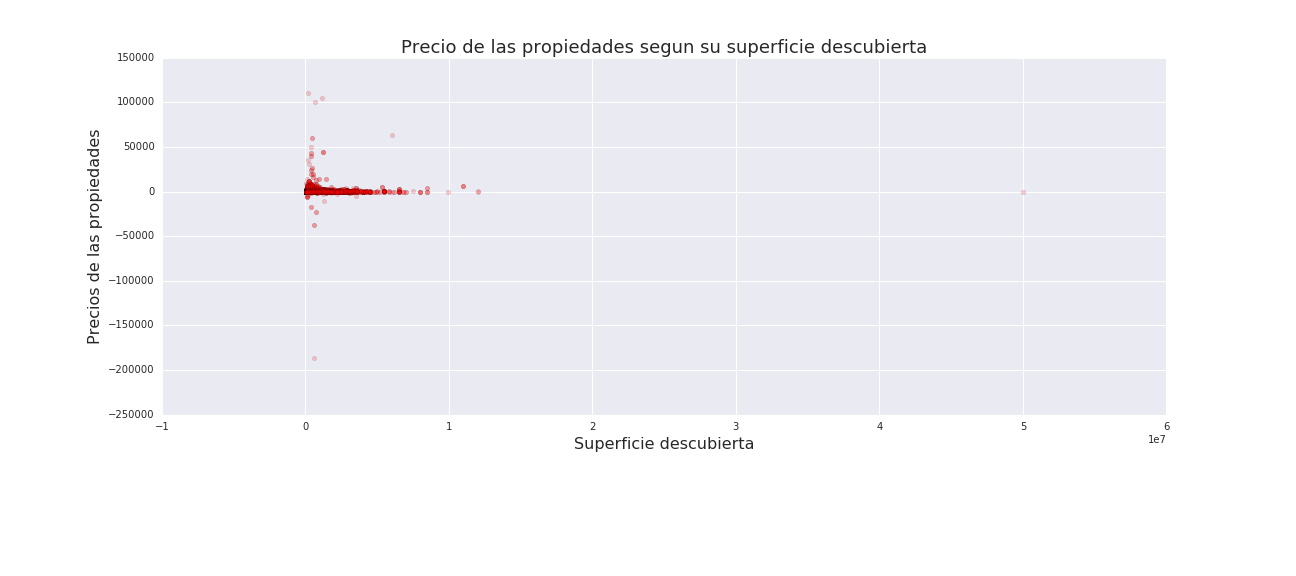 Precio de las propiedades segun su superficie descubierta
150000
100000
50000
0
−50000
−100000
−150000
−200000
−250000
Precios de las propiedades
−1 0 1 2 3 4 5 6
1e7
Superficie descubierta